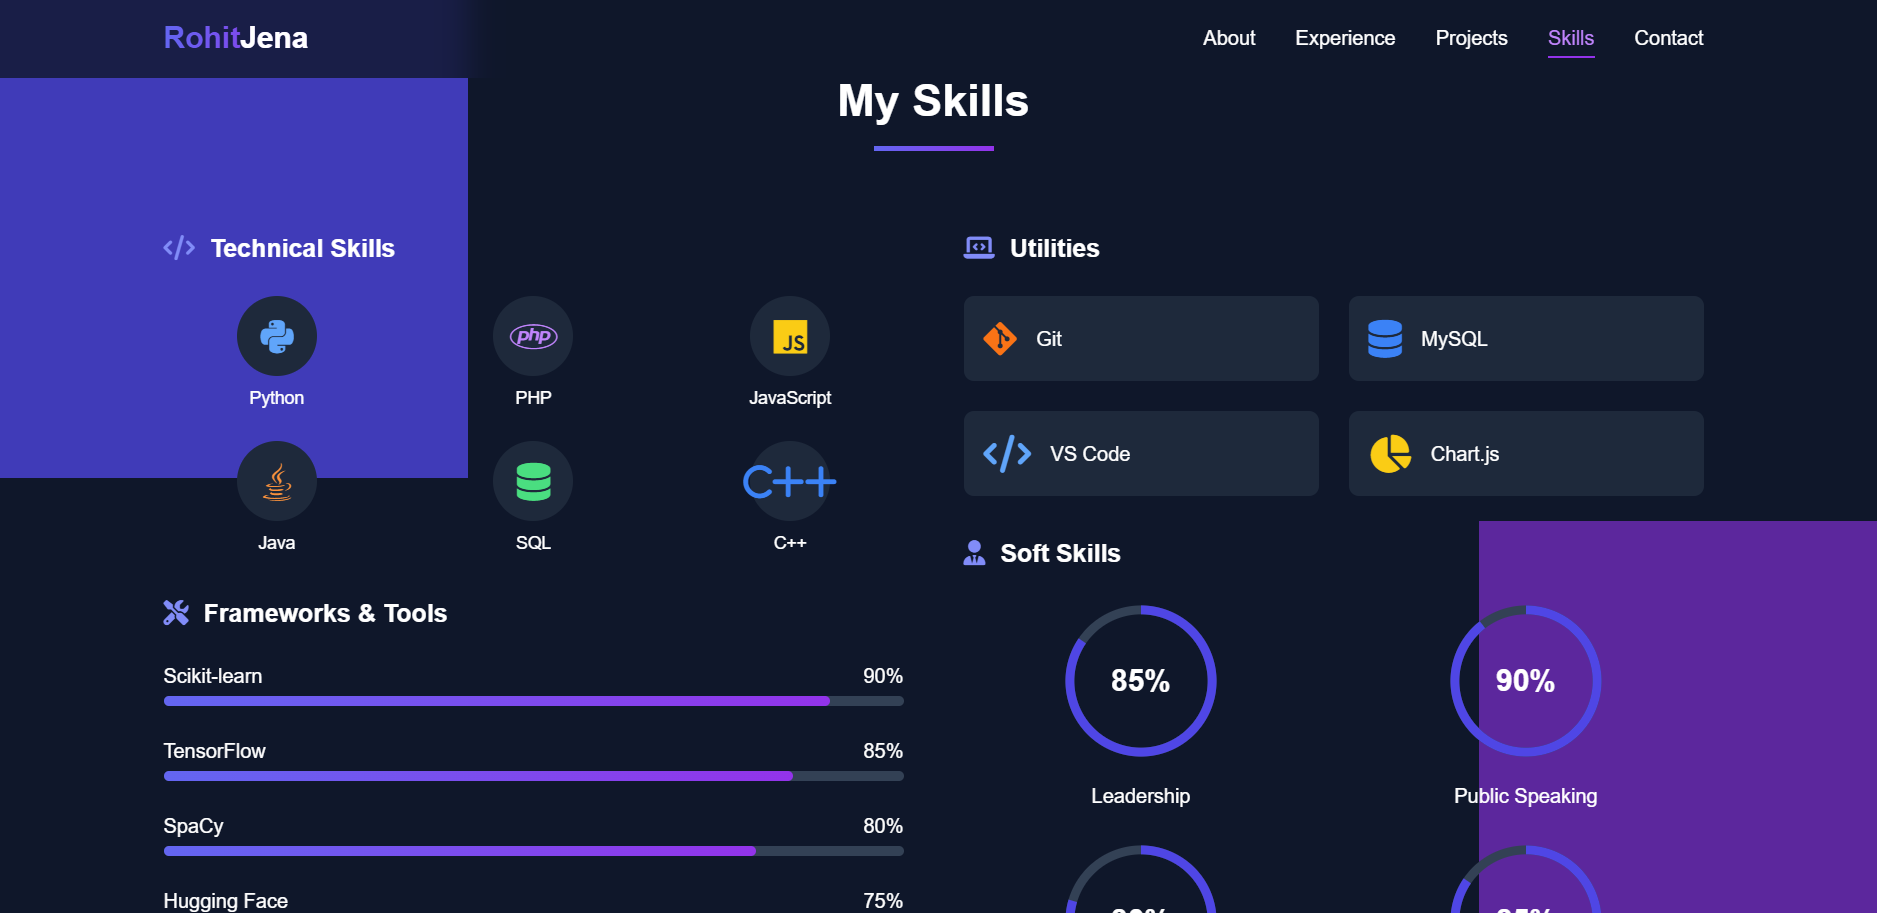 RohitJena
About Experience Projects Skills Contact
My Skills
Technical Skills
php
JS
Python PHP JavaScript
C++
Java SQL C++
Frameworks & Tools
Scikit-learn 90%
TensorFlow 85%
SpaCy 80%
Hugging Face 75%
Utilities
Git MySQL
VS Code Chart.js
Soft Skills
85% 90%
Leadership Public Speaking